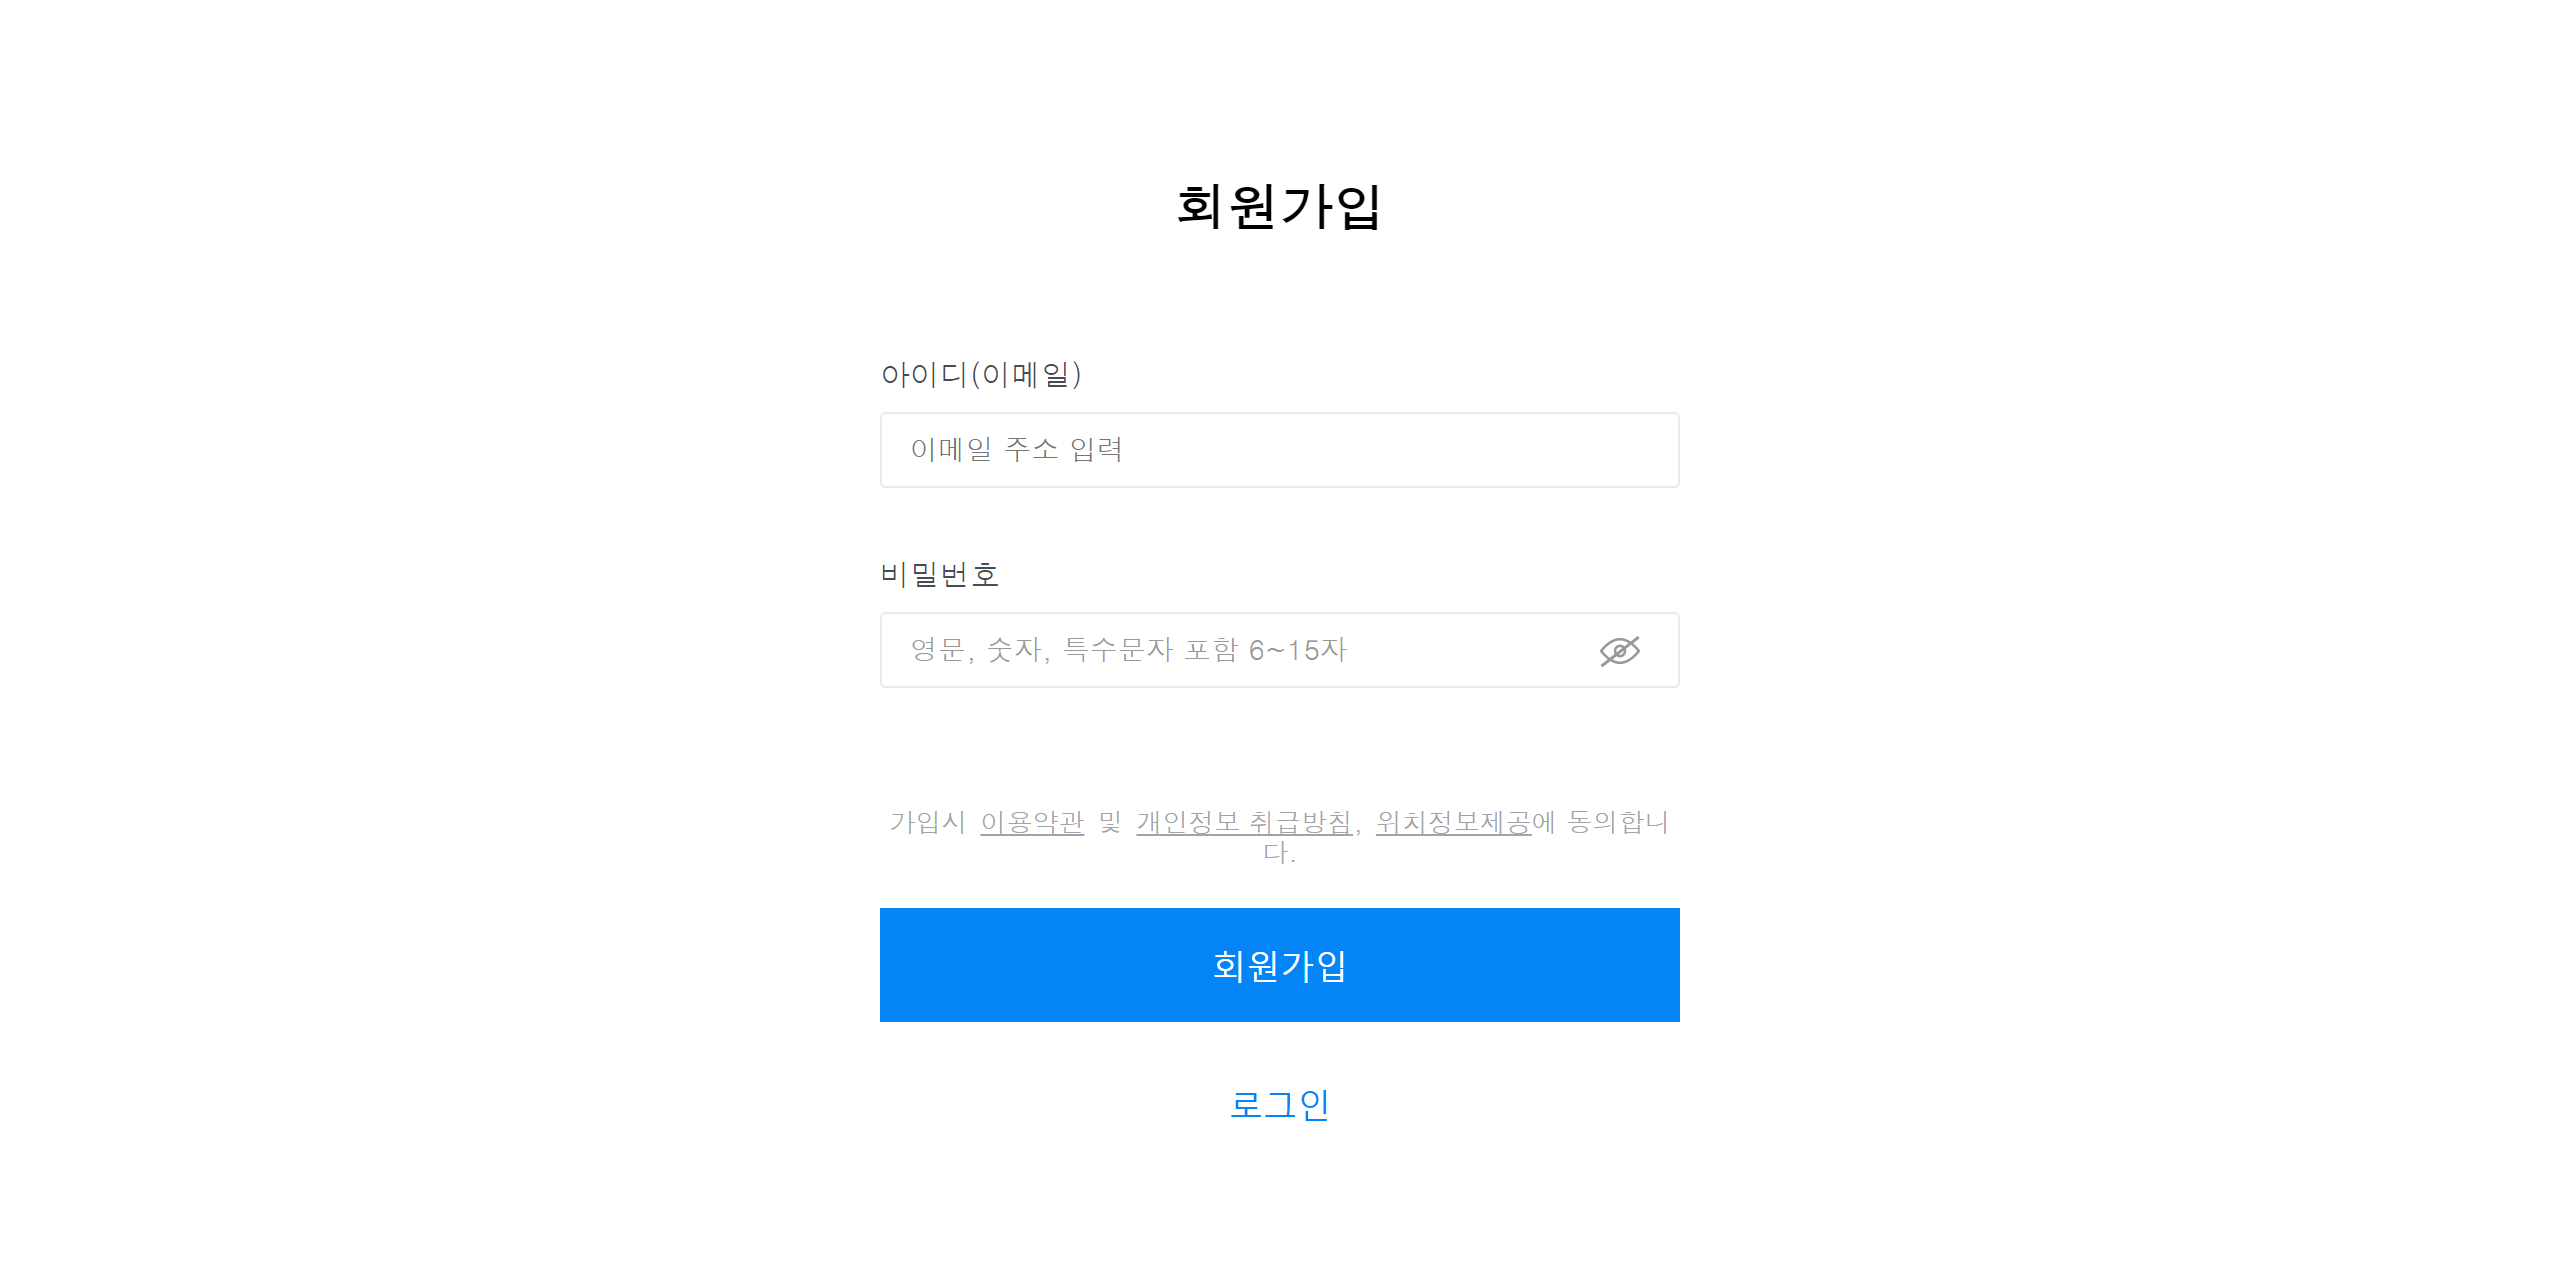 회원가입
아이디(이메일)
이메일 주소 입력
비밀번호
영문, 숫자, 특수문자 포함 6~15자
가입시 이용약관 및 개인정보 취급방침, 위치정보제공에 동의합니
다.
회원가입
로그인